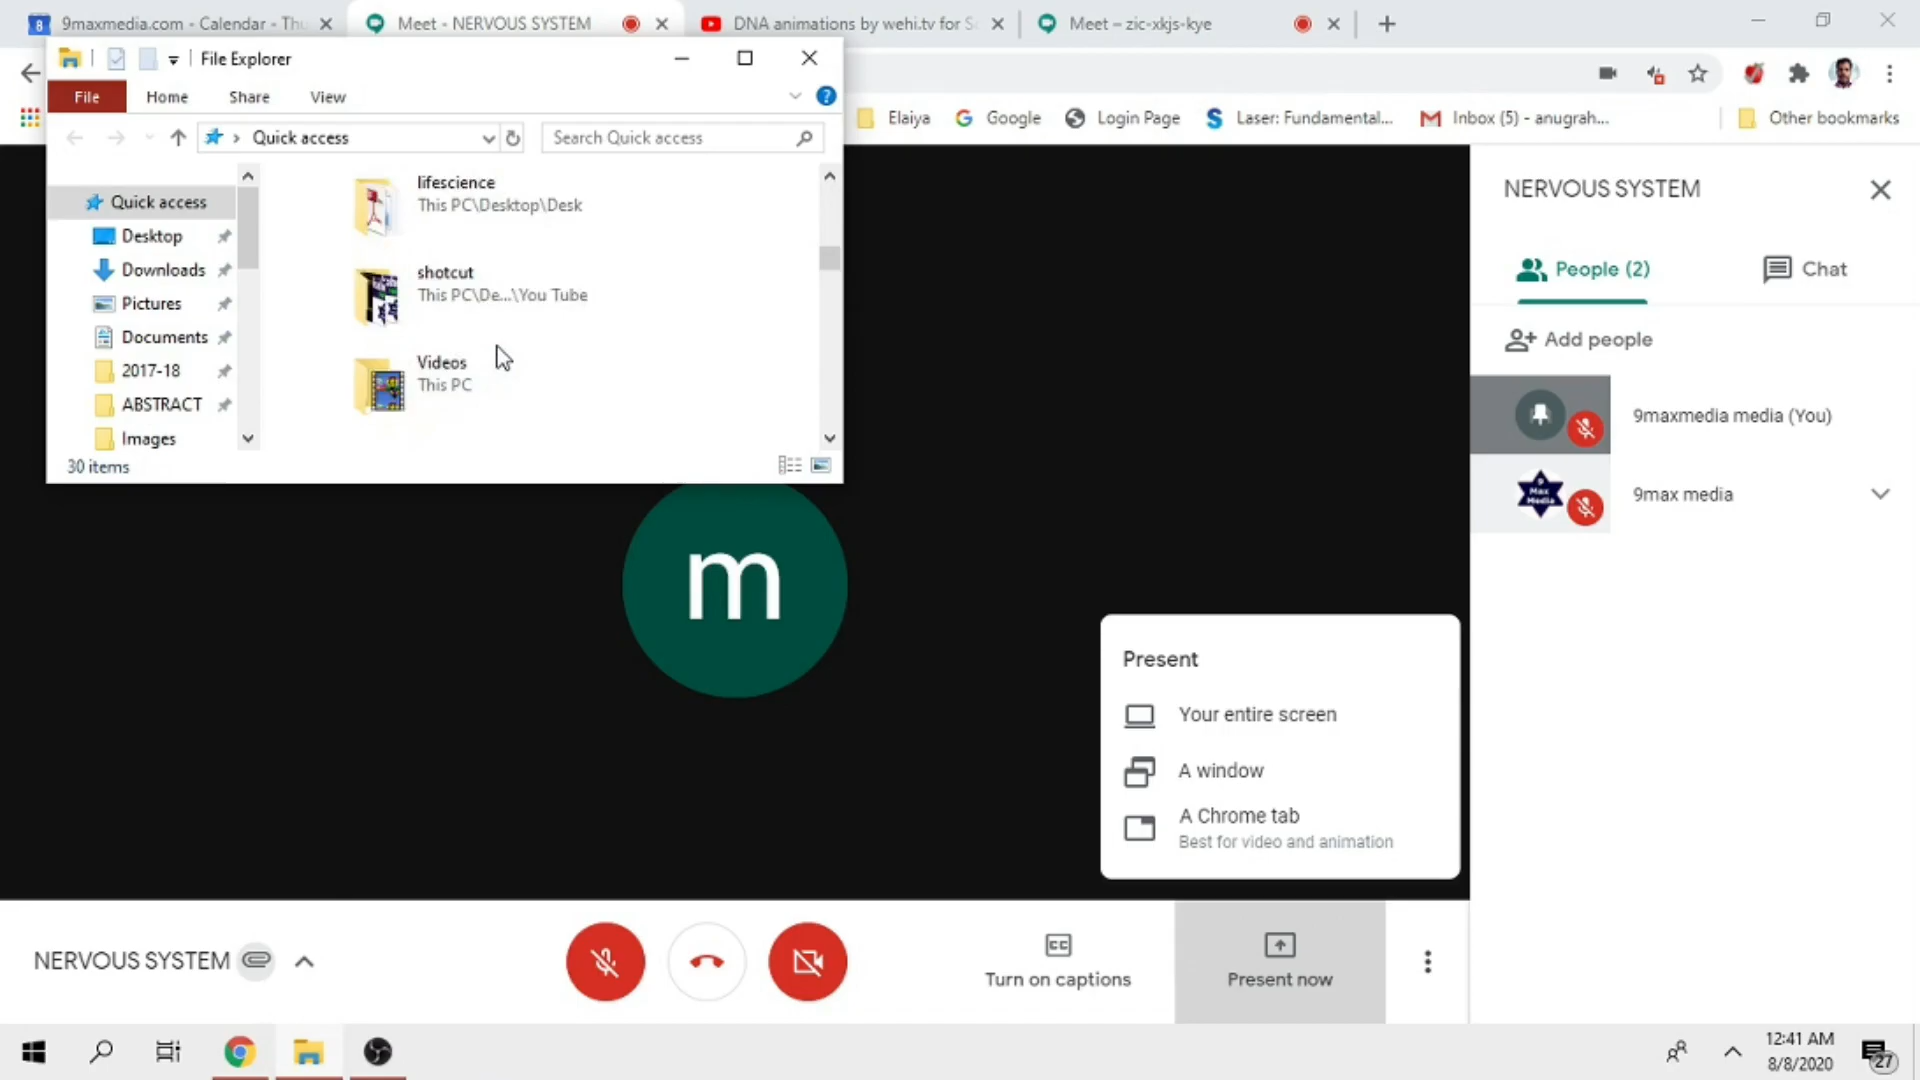 9maxmedia.com - Calendar - Thu
Meet - NERVOUS SYSTEM
DNA animations by wehi.tv for S
Meet – zic-xkjs-kye
File Explorer
File
Home
Share
View
Elaiya
Google
Login Page
Laser: Fundamental...
Inbox (5) - anugrah...
Other bookmarks
Quick access
Search Quick access
Quick access
Desktop
Downloads
Pictures
Documents
2017-18
ABSTRACT
Images
lifescience
This PC\Desktop\Desk
shotcut
This PC\De...\You Tube
Videos
This PC
30 items
NERVOUS SYSTEM
People (2)
Chat
Add people
9maxmedia media (You)
9 Max Media
9max media
m
Present
Your entire screen
A window
A Chrome tab
Best for video and animation
NERVOUS SYSTEM
CC
Turn on captions
Present now
12:41 AM
8/8/2020
27